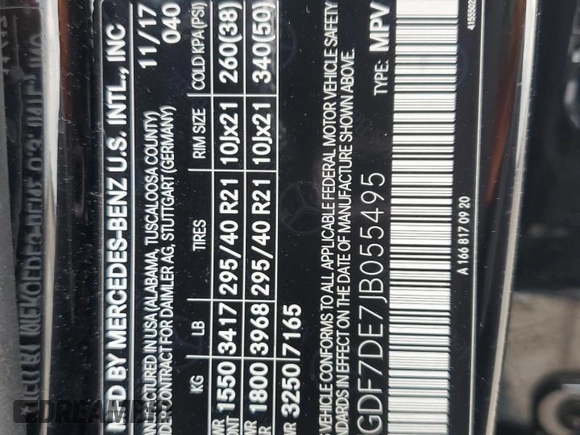 MFD BY MERCEDES-BENZ U.S. INTL., INC
MANUFACTURED IN USA (ALABAMA, TUSCALOOSA COUNTY) 11/17
UNDER CONTRACT FOR DAIMLER AG, STUTTGART (GERMANY) 040
KG LB TIRES RIM SIZE COLD KPA(PSI)
1550 3417 295/40 R21 10Jx21 260(38)
1800 3968 295/40 R21 10Jx21 340(50)
3250 7165
VEHICLE CONFORMS TO ALL APPLICABLE FEDERAL MOTOR VEHICLE SAFETY
STANDARDS IN EFFECT ON THE DATE OF MANUFACTURE SHOWN ABOVE.
GDF7DE7JB055495 TYPE: MPV
A 166 817 09 20